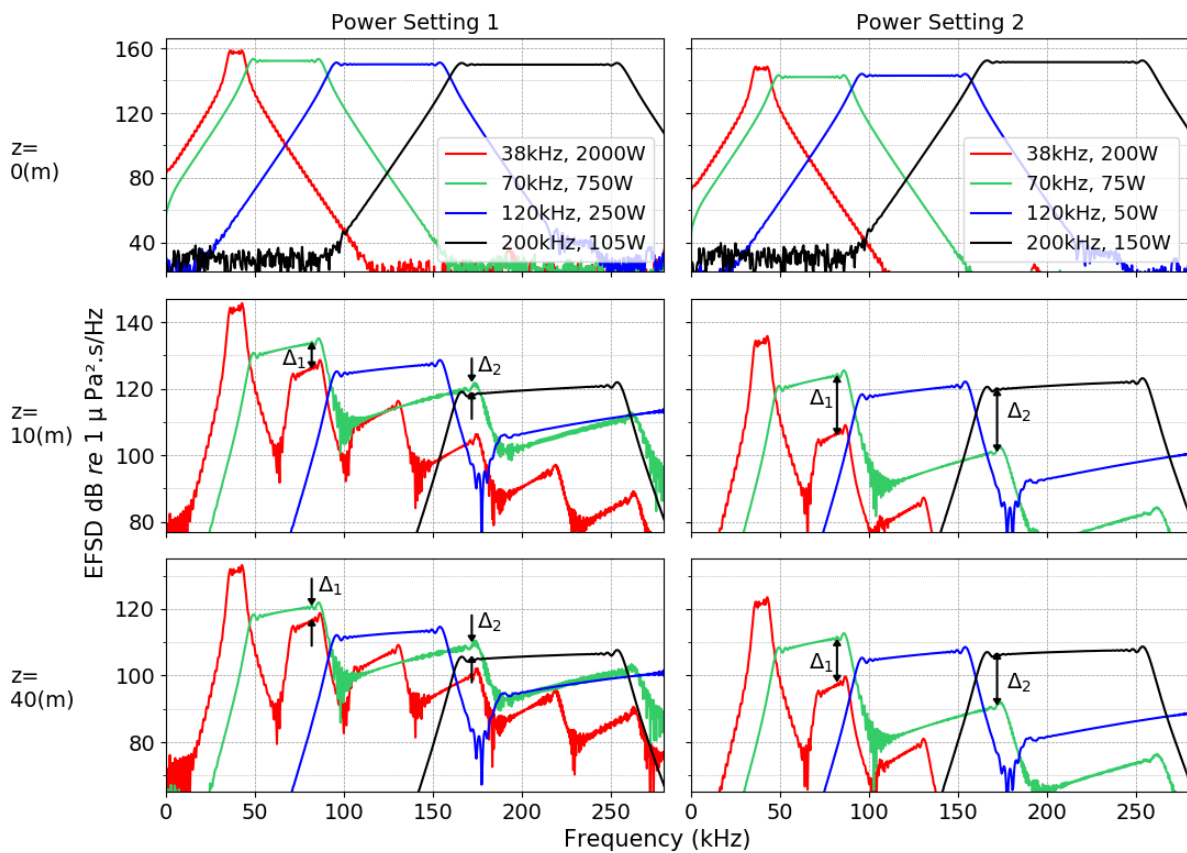 Power Setting 1
Power Setting 2
160
120
80
40
z=
0(m)
38kHz, 2000W
70kHz, 750W
120kHz, 250W
200kHz, 105W
38kHz, 200W
70kHz, 75W
120kHz, 50W
200kHz, 150W
140
120
100
80
z=
10(m)
Δ1
Δ2
Δ1
Δ2
EFSD dB re 1 μ Pa².s/Hz
120
100
80
z=
40(m)
Δ1
Δ2
Δ1
Δ2
0 50 100 150 200 250
0 50 100 150 200 250
Frequency (kHz)